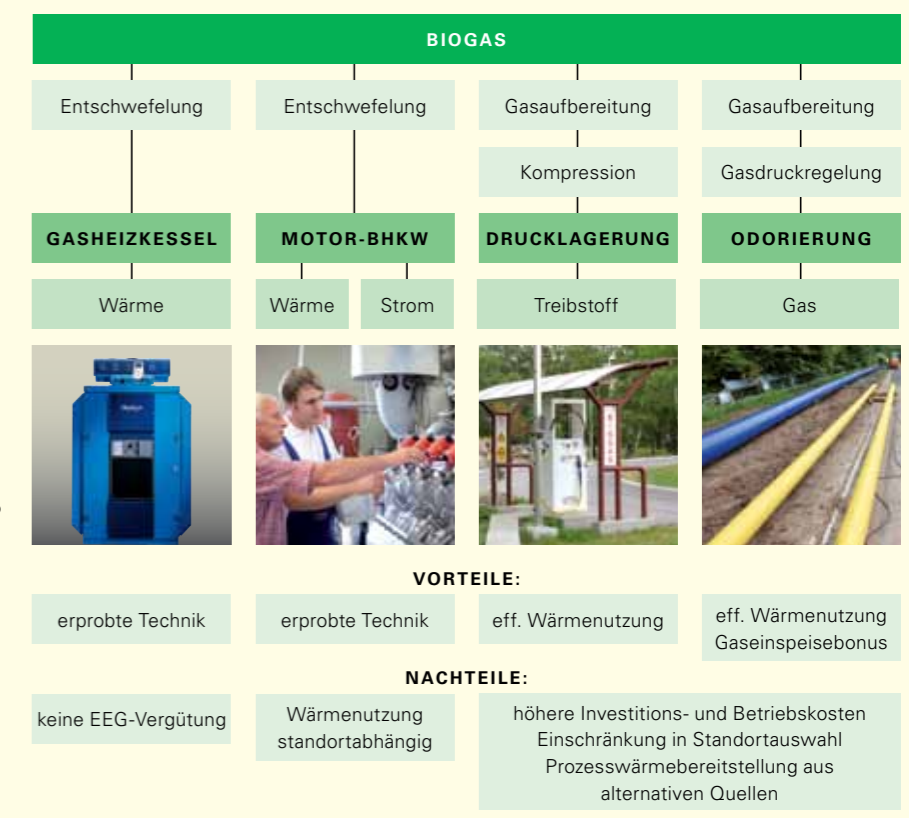 BIOGAS
Entschwefelung
Entschwefelung
Gasaufbereitung
Gasaufbereitung
Kompression
Gasdruckregelung
GASHEIZKESSEL
MOTOR-BHKW
DRUCKLAGERUNG
ODORIERUNG
Wärme
Wärme
Strom
Treibstoff
Gas
VORTEILE:
erprobte Technik
erprobte Technik
eff. Wärmenutzung
eff. Wärmenutzung
Gaseinspeisebonus
NACHTEILE:
keine EEG-Vergütung
Wärmenutzung
standortabhängig
höhere Investitions- und Betriebskosten
Einschränkung in Standortauswahl
Prozesswärmebereitstellung aus
alternativen Quellen